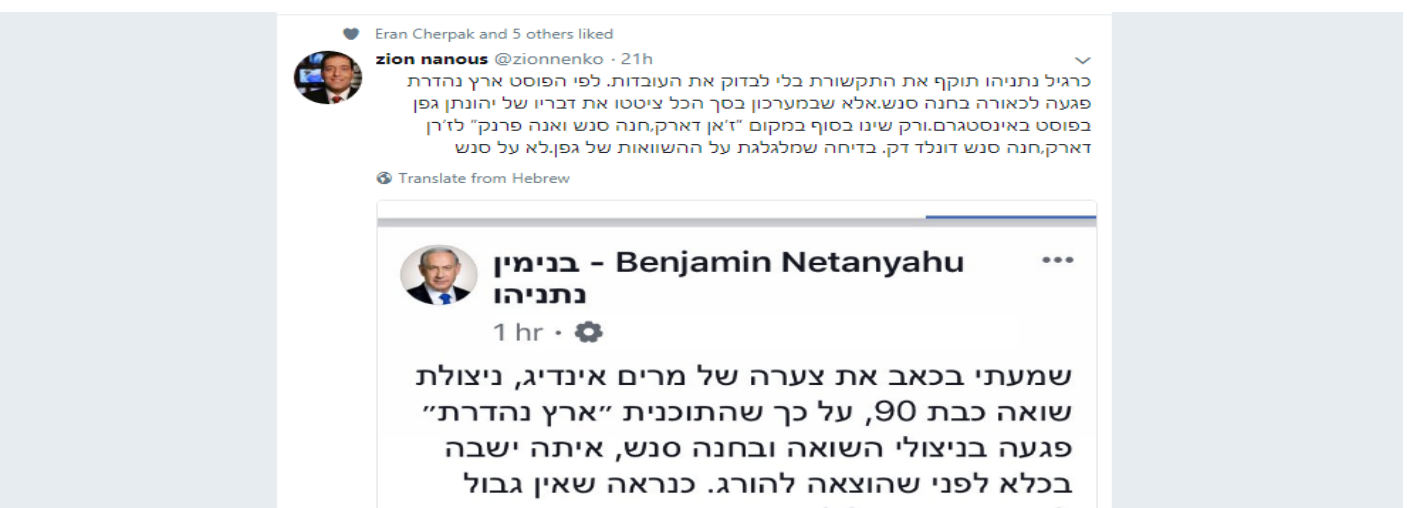 Eran Cherpak and 5 others liked
zion nanous @zionnenko · 21h
כרגיל נתניהו תוקף את התקשורת בלי לבדוק את העובדות. לפי הפוסט ארץ נהדרת
פגעה לכאורה בחנה סנש.אלא שבמערכון בסך הכל ציטטו את דבריו של יהונתן גפן
בפוסט באינסטגרם.ורק שינו בסוף במקום "ז'אן דארק,חנה סנש ואנה פרנק" לז'רן
דארק,חנה סנש דונלד דק. בדיחה שמלגלגת על ההשוואות של גפן.לא על סנש
Translate from Hebrew
Benjamin Netanyahu - בנימין
נתניהו
1 hr ·
שמעתי בכאב את צערה של מרים אינדיג, ניצולת
שואה כבת 90, על כך שהתוכנית ״ארץ נהדרת״
פגעה בניצולי השואה ובחנה סנש, איתה ישבה
בכלא לפני שהוצאה להורג. כנראה שאין גבול